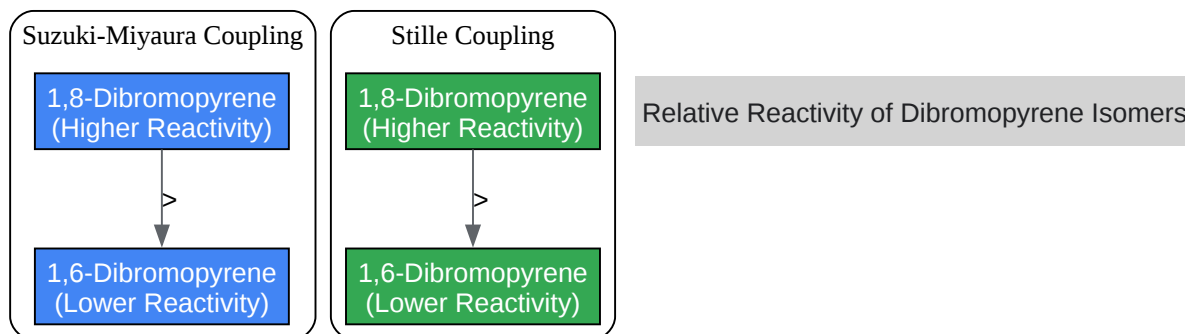 Suzuki-Miyaura Coupling
1,8-Dibromopyrene
(Higher Reactivity)
>
1,6-Dibromopyrene
(Lower Reactivity)
Stille Coupling
1,8-Dibromopyrene
(Higher Reactivity)
>
1,6-Dibromopyrene
(Lower Reactivity)
Relative Reactivity of Dibromopyrene Isomers